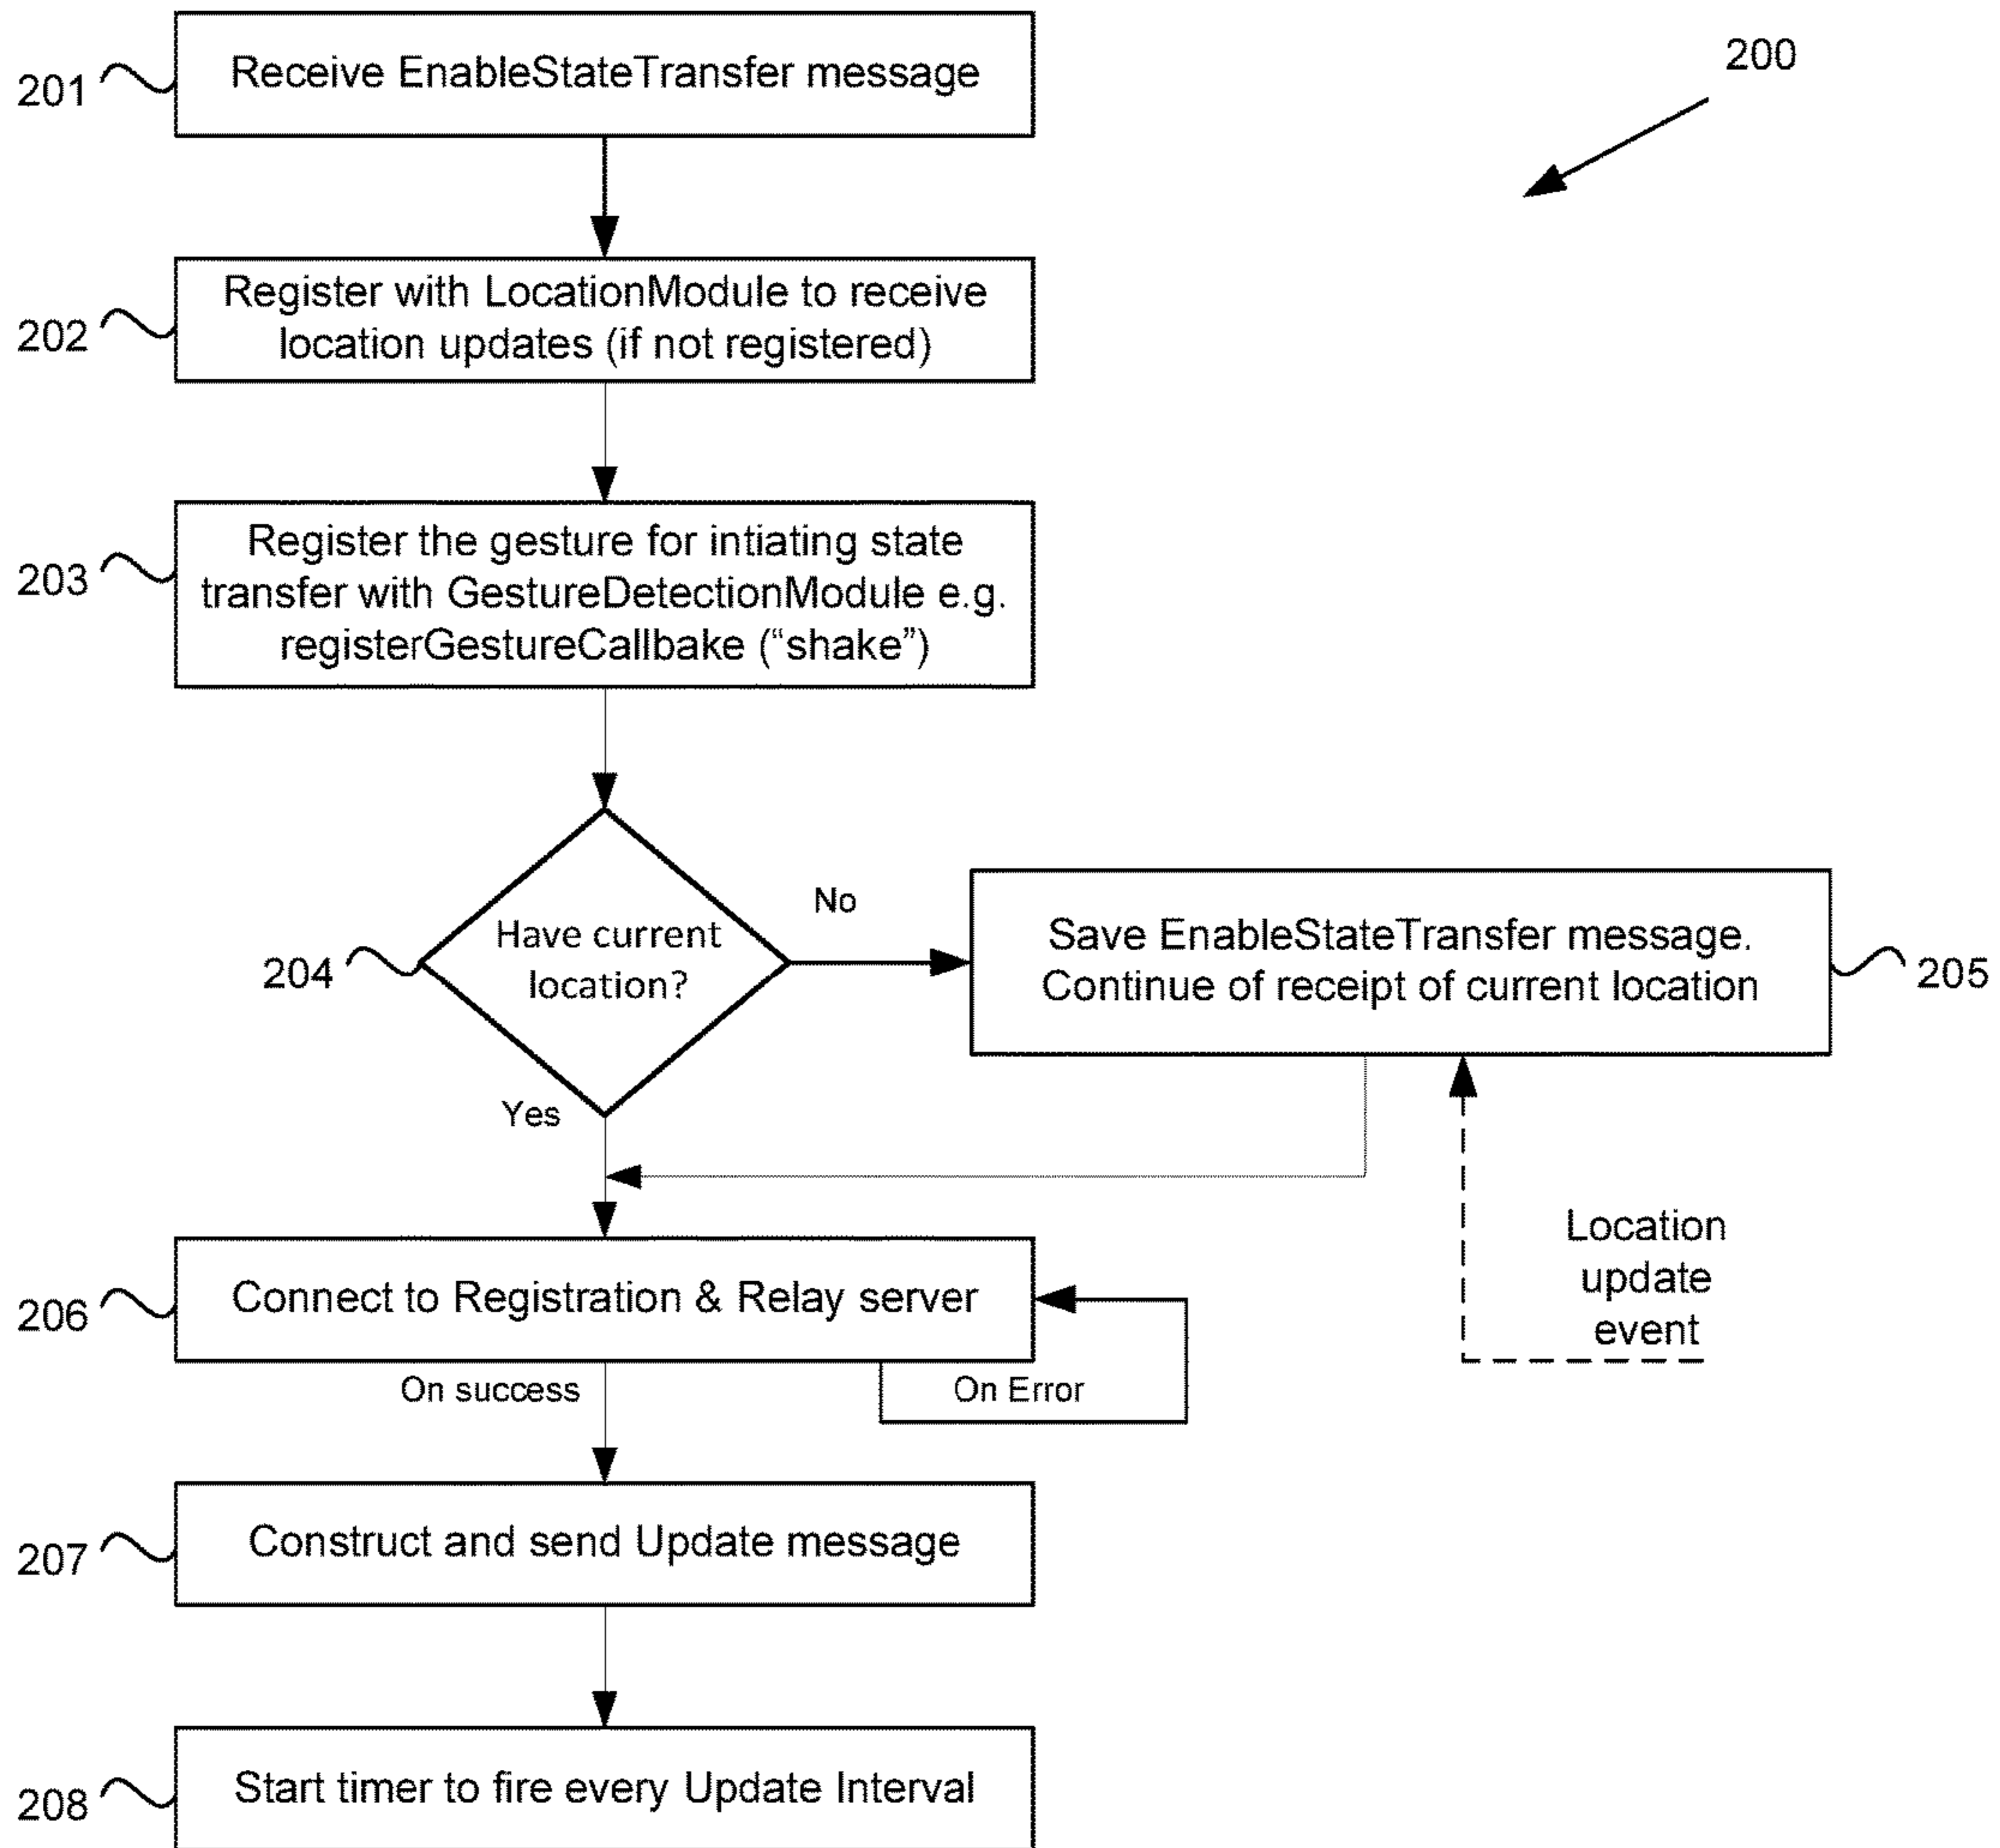 200
201
Receive EnableStateTransfer message
202
Register with LocationModule to receive
location updates (if not registered)
203
Register the gesture for intiating state
transfer with GestureDetectionModule e.g.
registerGestureCallbake (“shake”)
204
Have current
location?
No
Yes
Save EnableStateTransfer message.
Continue of receipt of current location
205
Location
update
event
206
Connect to Registration & Relay server
On success
On Error
207
Construct and send Update message
208
Start timer to fire every Update Interval